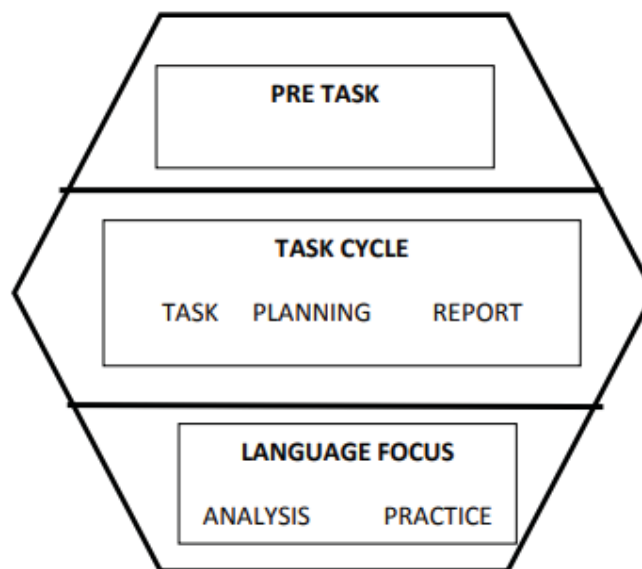 PRE TASK
TASK CYCLE
TASK PLANNING REPORT
LANGUAGE FOCUS
ANALYSIS PRACTICE